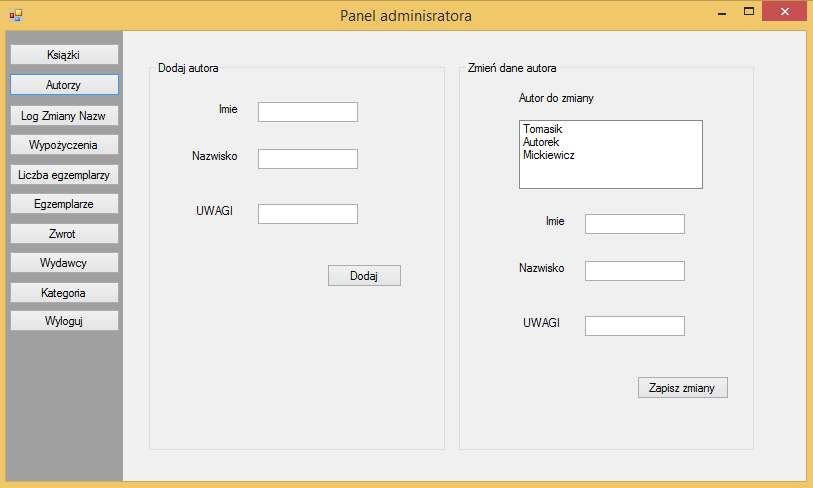 Panel adminisratora
Książki
Autorzy
Log Zmiany Nazw
Wypożyczenia
Liczba egzemplarzy
Egzemplarze
Zwrot
Wydawcy
Kategoria
Wyloguj
Dodaj autora
Imie
Nazwisko
UWAGI
Dodaj
Zmień dane autora
Autor do zmiany
Tomasik
Autorek
Mickiewicz
Imie
Nazwisko
UWAGI
Zapisz zmiany